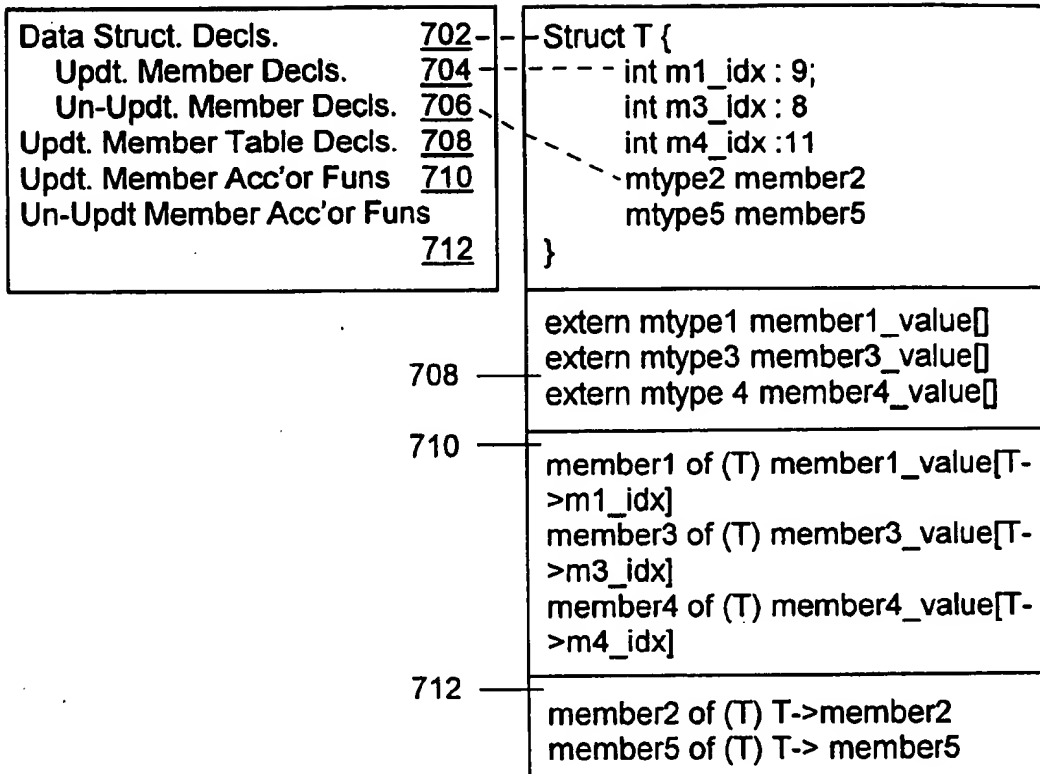 Data Struct. Decls. 702
Updt. Member Decls. 704
Un-Updt. Member Decls. 706
Updt. Member Table Decls. 708
Updt. Member Acc'or Funs 710
Un-Updt Member Acc'or Funs
712
Struct T {
int m1_idx : 9;
int m3_idx : 8
int m4_idx :11
mtype2 member2
mtype5 member5
}
extern mtype1 member1_value[]
extern mtype3 member3_value[]
extern mtype 4 member4_value[]
708
710
member1 of (T) member1_value[T-
>m1_idx]
member3 of (T) member3_value[T-
>m3_idx]
member4 of (T) member4_value[T-
>m4_idx]
712
member2 of (T) T->member2
member5 of (T) T-> member5